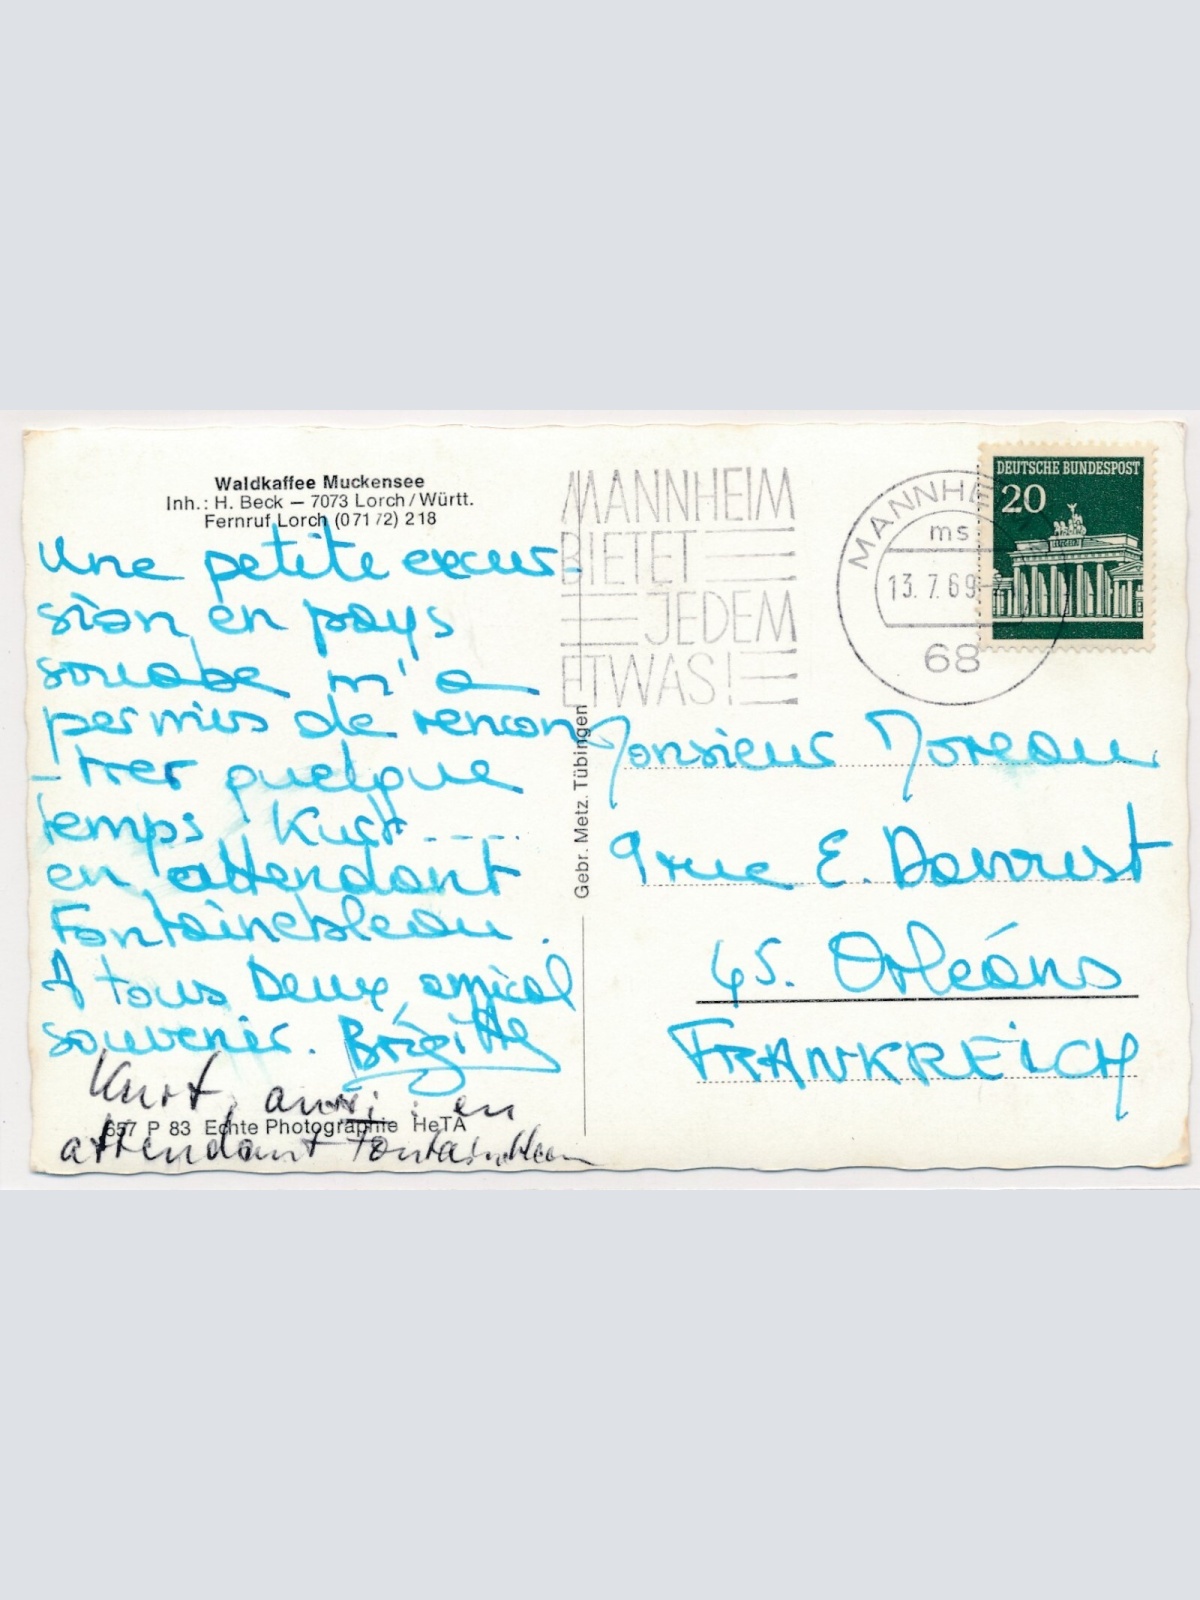 Waldkaffee Muckensee
Inh.: H. Beck – 7073 Lorch/Württ.
Fernruf Lorch (07172) 218
Une petite excur-
sion en pays
souabe m'a
permis de rencon
-trer quelque
temps Kurt ....
en attendant
Fontainebleau.
A tous Deux, amical
souvenir. Brigitte
Kurt, aussi: en
attendant Fontainebleau
657 P 83 Echte Photographie HeTA
Gebr. Metz, Tübingen
MANNHEIM
BIETET
JEDEM
ETWAS!
MANNHEIM
ms
13.7.69
68
DEUTSCHE BUNDESPOST
20
Monsieur Moreau
9 rue E.
45. Orléans
FRANKREICH